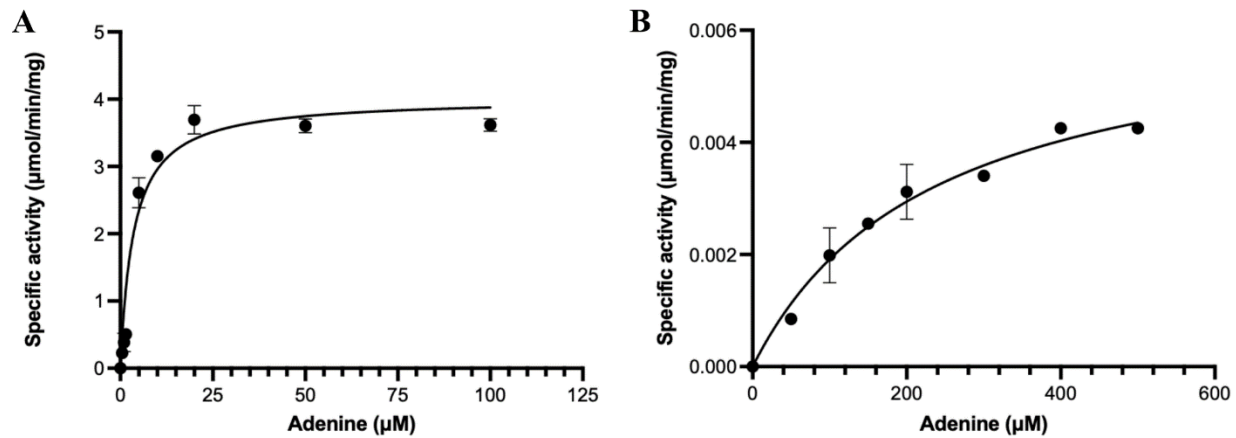 A
Specific activity (µmol/min/mg)
5
4
3
2
1
0
0 25 50 75 100 125
Adenine (µM)
B
Specific activity (µmol/min/mg)
0.006
0.004
0.002
0.000
0 200 400 600
Adenine (µM)